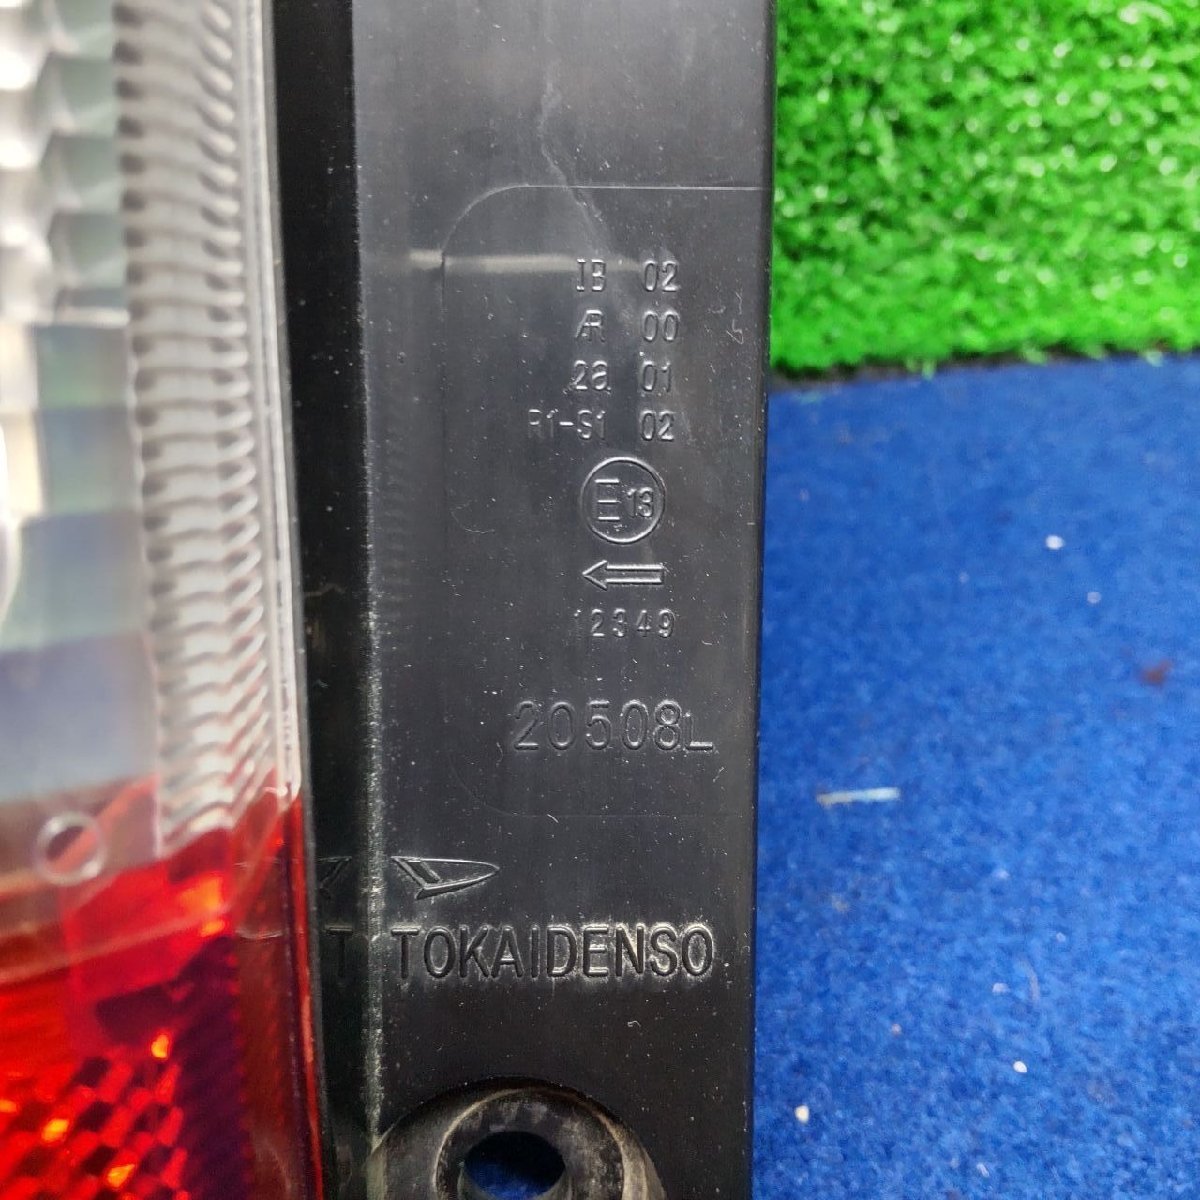 IB 02
AR 00
2a 01
R1-S1 02
E13
12349
20508L
TOKAIDENSO